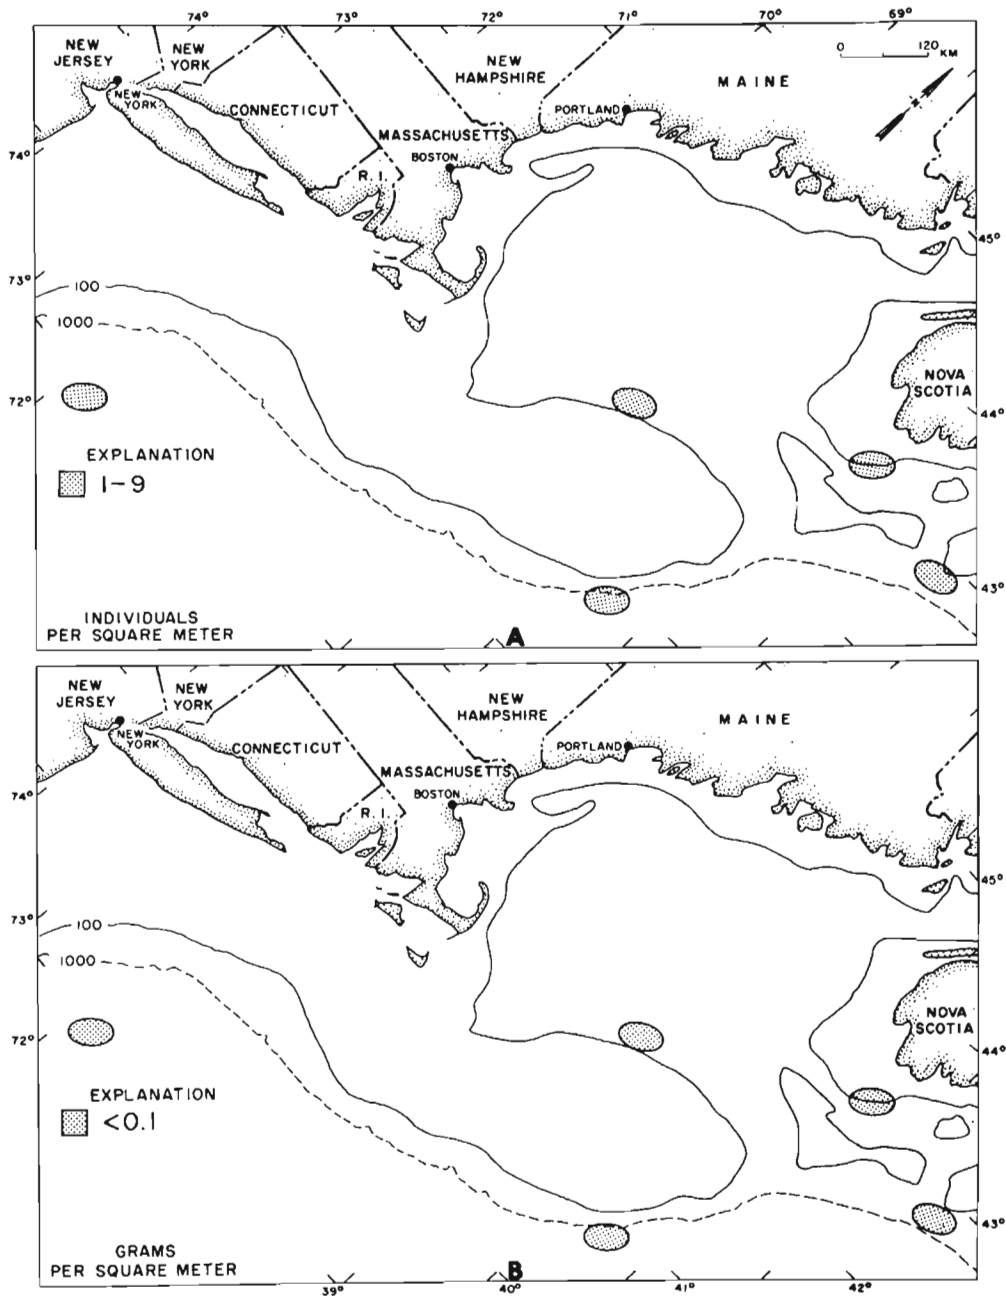 74° 73° 72° 71° 70° 69°
NEW
JERSEY
NEW
YORK
NEW
YORK
CONNECTICUT
NEW
HAMPSHIRE
MAINE
0 120 KM
PORTLAND
MASSACHUSETTS
BOSTON
R. I.
74°
45°
73°
100
1000
72°
NOVA
SCOTIA
44°
EXPLANATION
1-9
43°
INDIVIDUALS
PER SQUARE METER
A
NEW
JERSEY
NEW
YORK
NEW
YORK
CONNECTICUT
NEW
HAMPSHIRE
MAINE
PORTLAND
MASSACHUSETTS
BOSTON
R. I.
74°
45°
73°
100
1000
72°
NOVA
SCOTIA
44°
EXPLANATION
<0.1
43°
GRAMS
PER SQUARE METER
B
39° 40° 41° 42°